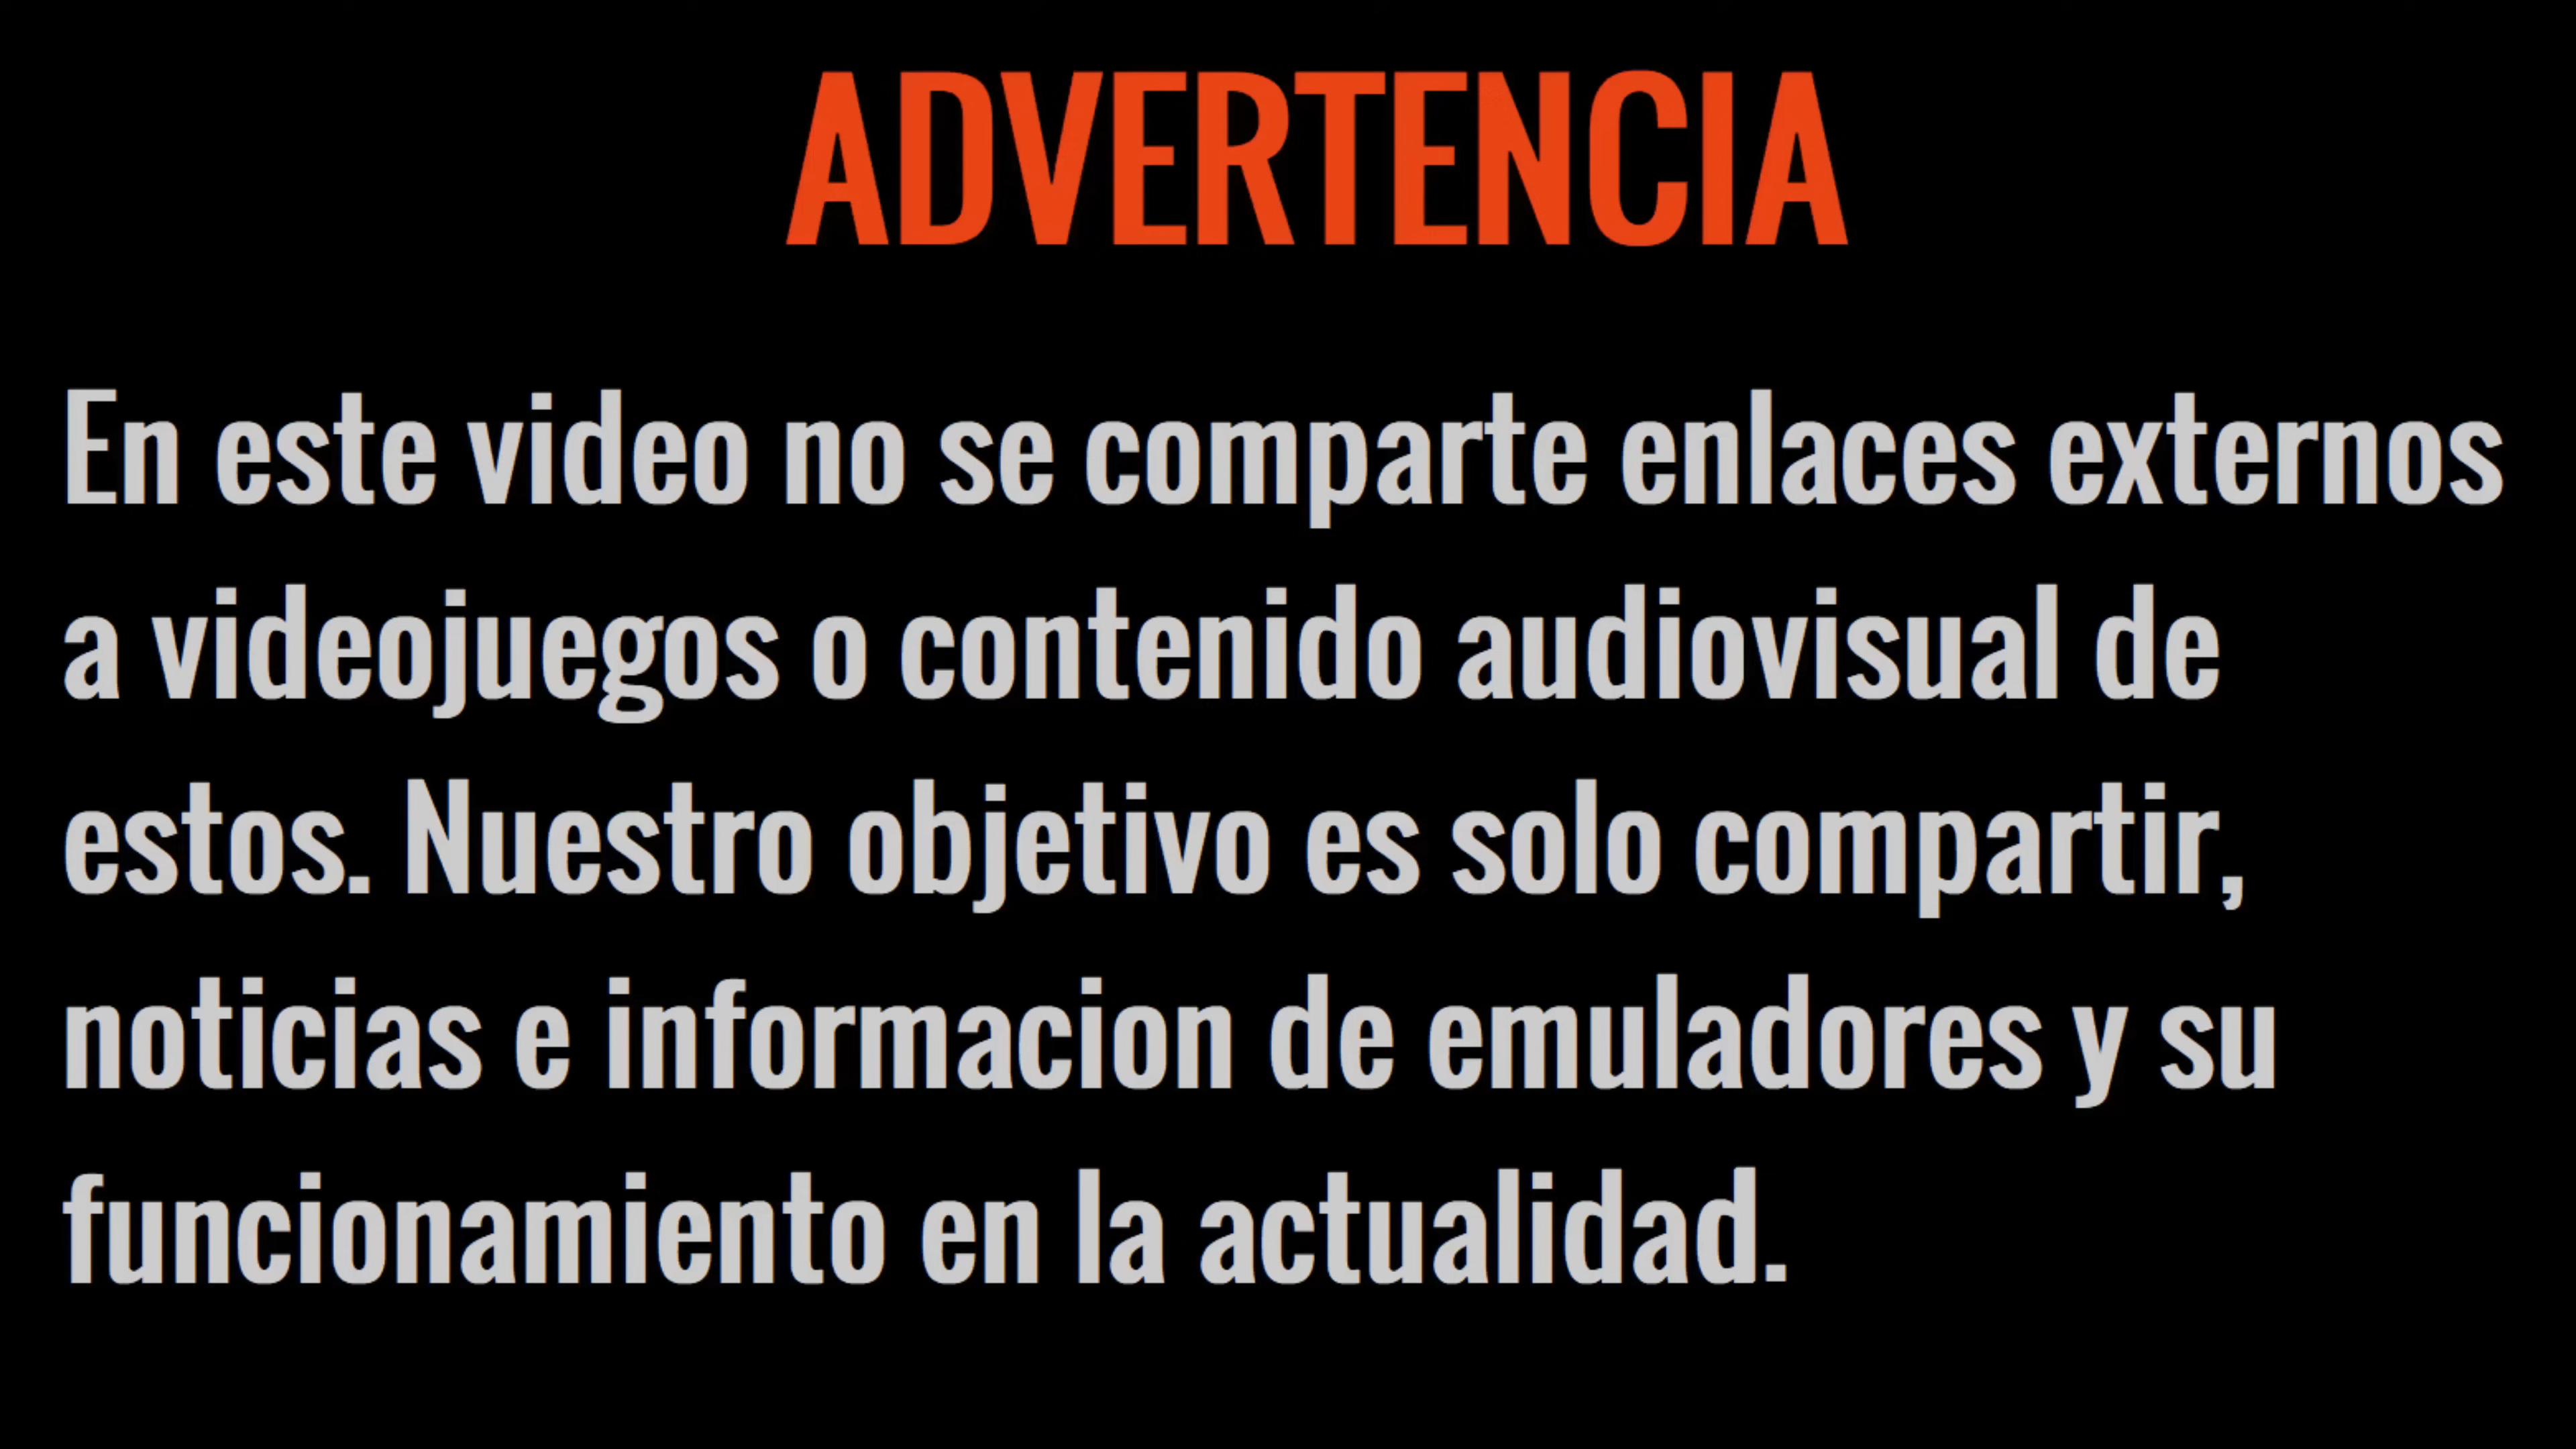 ADVERTENCIA
En este video no se comparte enlaces externos
a videojuegos o contenido audiovisual de
estos. Nuestro objetivo es solo compartir,
noticias e informacion de emuladores y su
funcionamiento en la actualidad.